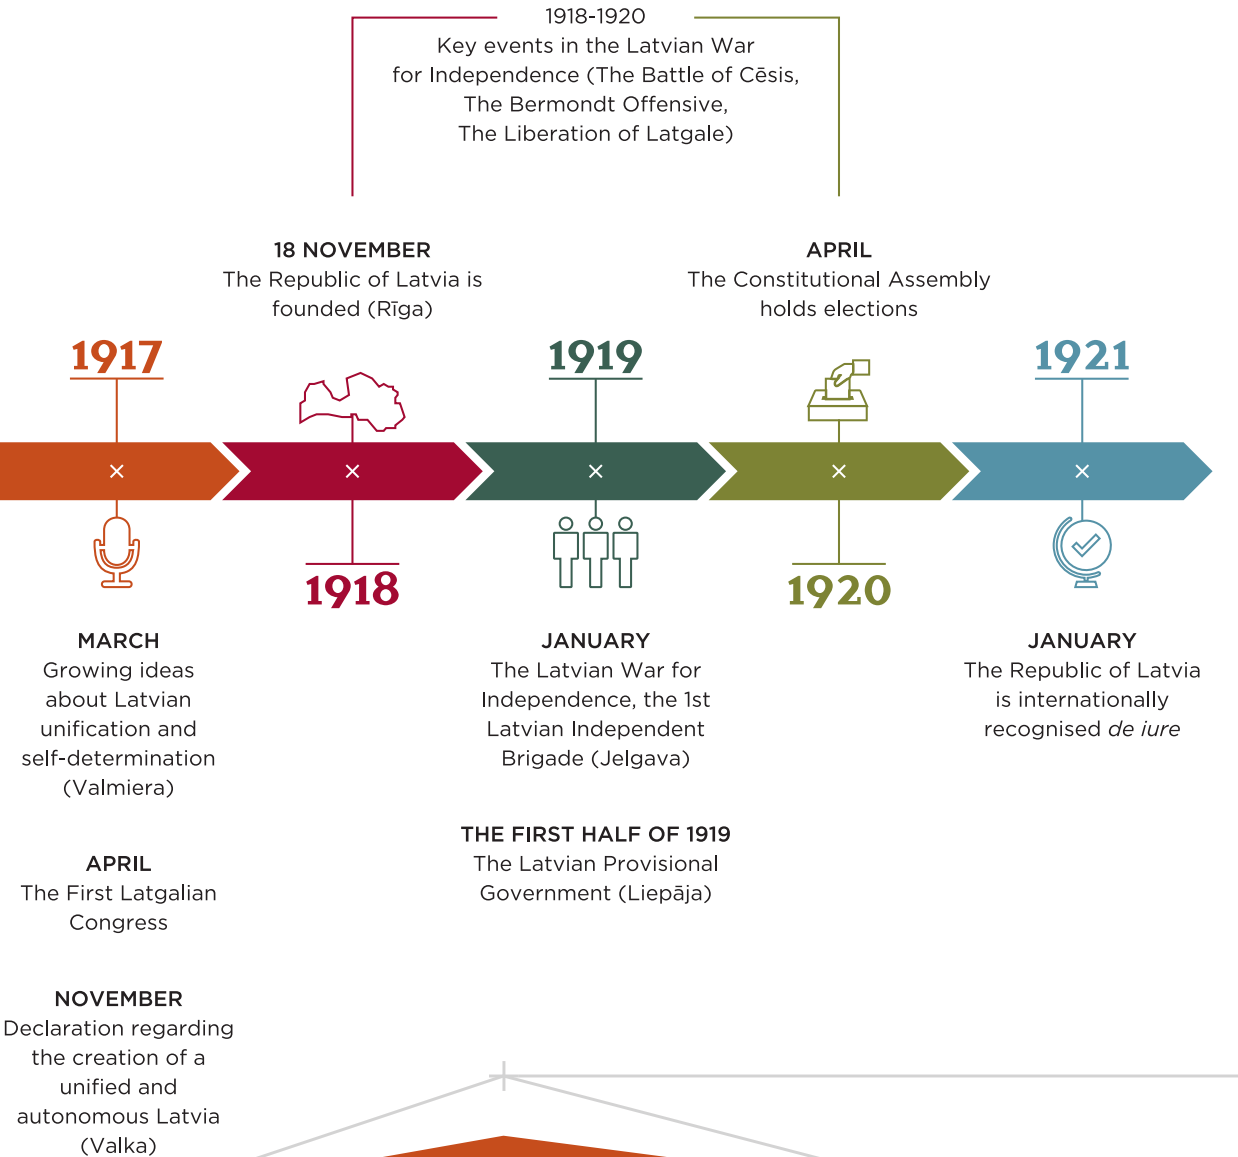 1918-1920
Key events in the Latvian War
for Independence (The Battle of Cēsis,
The Bermondt Offensive,
The Liberation of Latgale)
18 NOVEMBER
The Republic of Latvia is
founded (Rīga)
APRIL
The Constitutional Assembly
holds elections
1917
1919
1921
1918
1920
MARCH
Growing ideas
about Latvian
unification and
self-determination
(Valmiera)
APRIL
The First Latgalian
Congress
NOVEMBER
Declaration regarding
the creation of a
unified and
autonomous Latvia
(Valka)
JANUARY
The Latvian War for
Independence, the 1st
Latvian Independent
Brigade (Jelgava)
THE FIRST HALF OF 1919
The Latvian Provisional
Government (Liepāja)
JANUARY
The Republic of Latvia
is internationally
recognised de iure